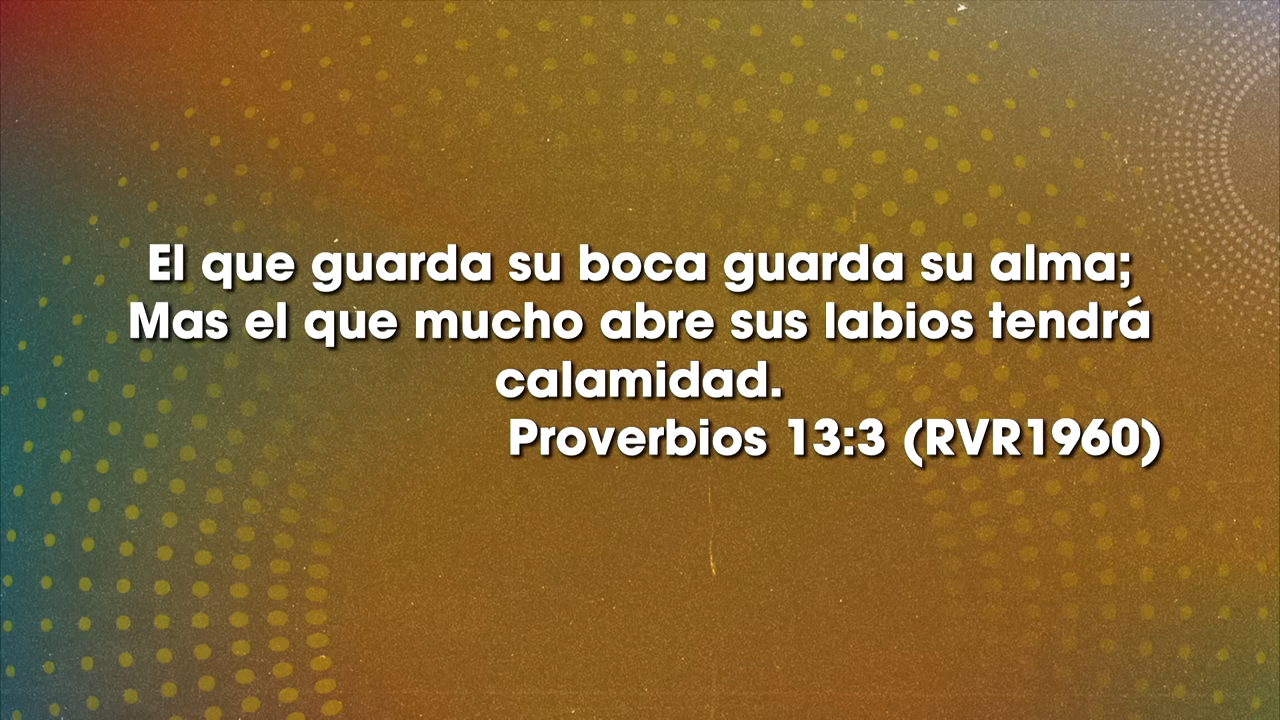 El que guarda su boca guarda su alma;
Mas el que mucho abre sus labios tendrá
calamidad.
Proverbios 13:3 (RVR1960)